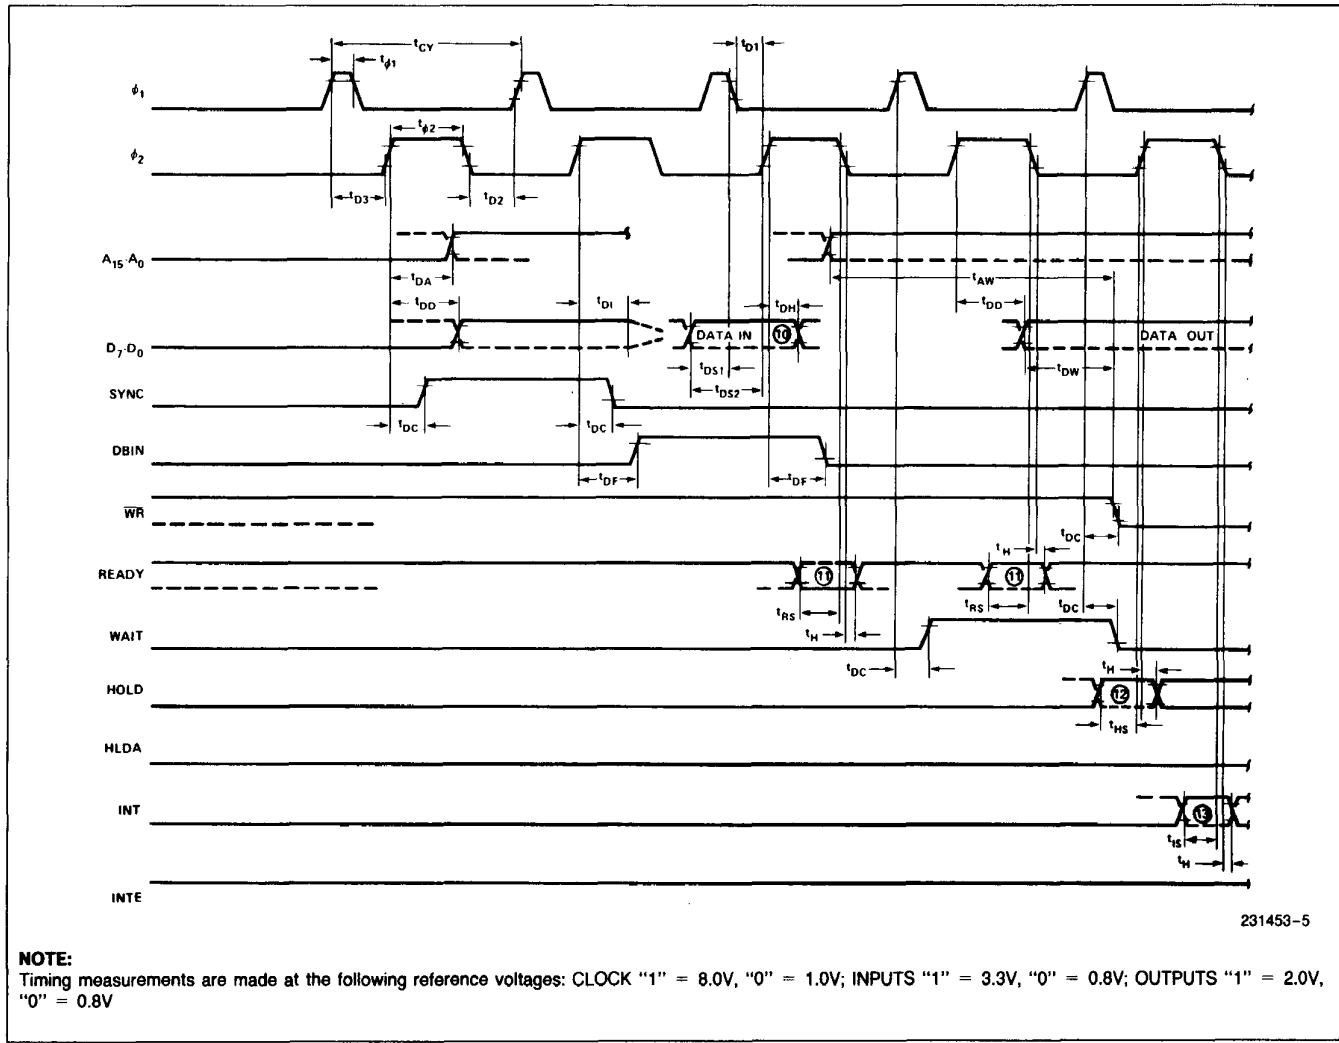 tCY
tϕ1
tD1
ϕ1
tϕ2
ϕ2
tD3
tD2
A15-A0
tDA
tAW
tDD
tDI
tDH
tDD
D7-D0
DATA IN
⑩
DATA OUT
tDS1
tDW
tDS2
SYNC
tDC
tDC
DBIN
tDF
tDF
WR
tH
tDC
READY
⑪
⑪
tRS
tRS
tDC
WAIT
tH
tDC
tH
HOLD
⑫
tHS
HLDA
INT
⑬
tIS
tH
INTE
231453-5
NOTE:
Timing measurements are made at the following reference voltages: CLOCK "1" = 8.0V, "0" = 1.0V; INPUTS "1" = 3.3V, "0" = 0.8V; OUTPUTS "1" = 2.0V,
"0" = 0.8V